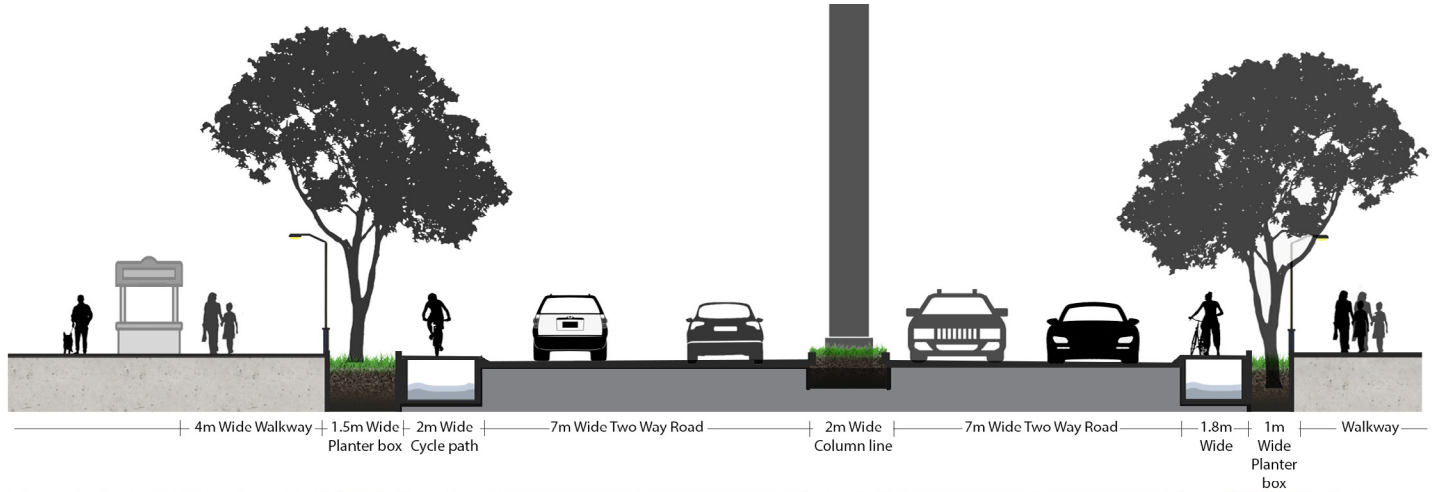 4m Wide Walkway
1.5m Wide
Planter box
2m Wide
Cycle path
7m Wide Two Way Road
2m Wide
Column line
7m Wide Two Way Road
1.8m
Wide
1m
Wide
Planter
box
Walkway